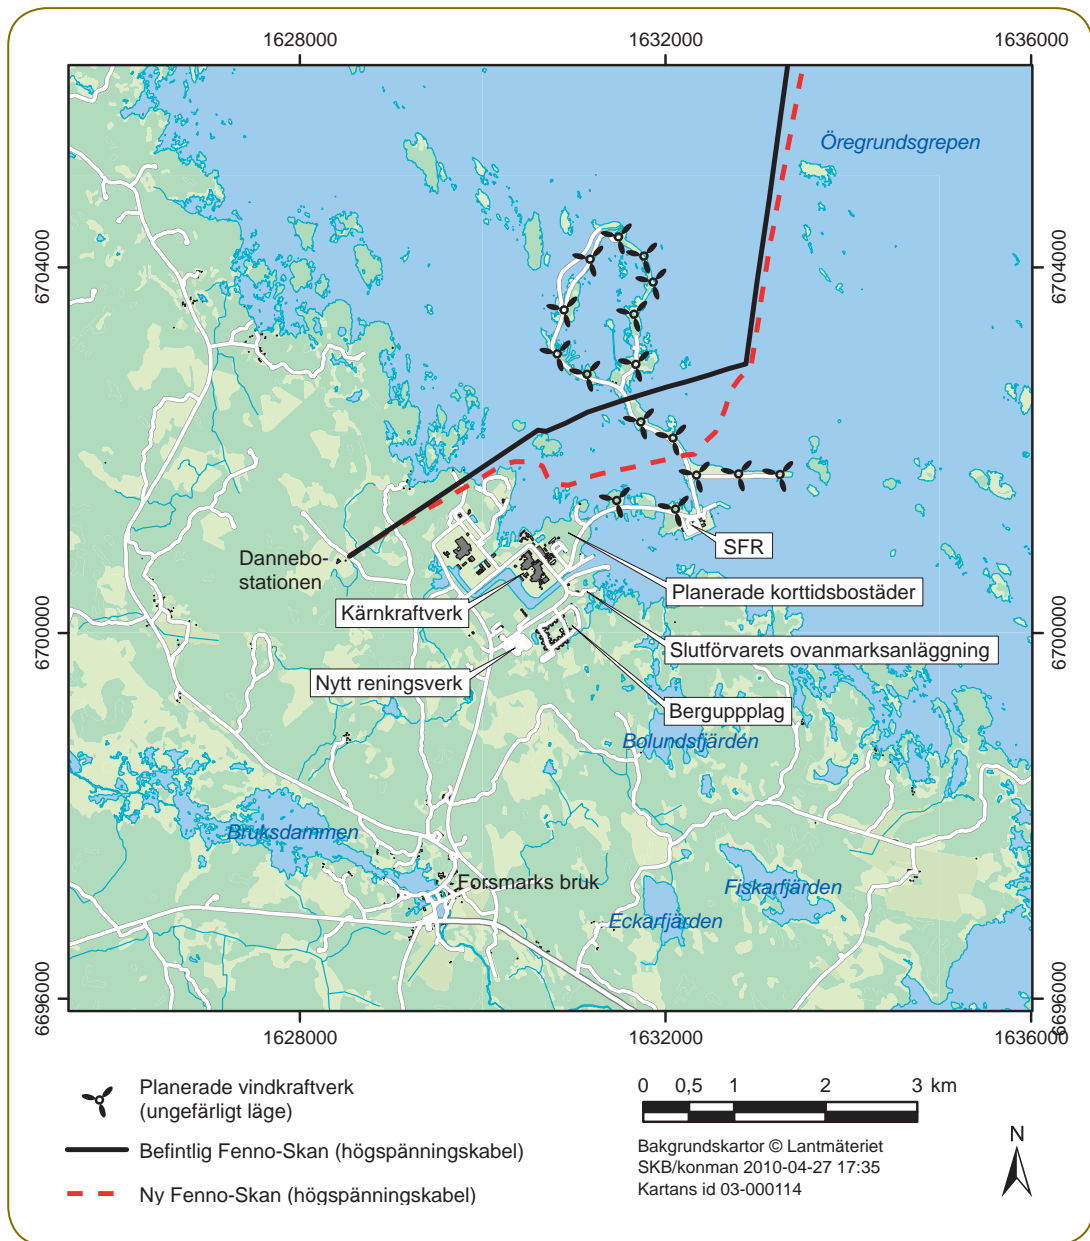 1628000
1632000
1636000
Öregrundsgrepen
6704000
6704000
Dannebo-
stationen
SFR
Planerade korttidsbostäder
Kärnkraftverk
6700000
6700000
Slutförvarets ovanmarksanläggning
Nytt reningsverk
Berguppplag
Bolundsfjärden
Bruksdammen
Forsmarks bruk
Fiskarfjärden
Eckarfjärden
6696000
6696000
1628000
1632000
1636000
Planerade vindkraftverk
(ungefärligt läge)
Befintlig Fenno-Skan (högspänningskabel)
Ny Fenno-Skan (högspänningskabel)
0 0,5 1 2 3 km
Bakgrundskartor © Lantmäteriet
SKB/konman 2010-04-27 17:35
Kartans id 03-000114
N